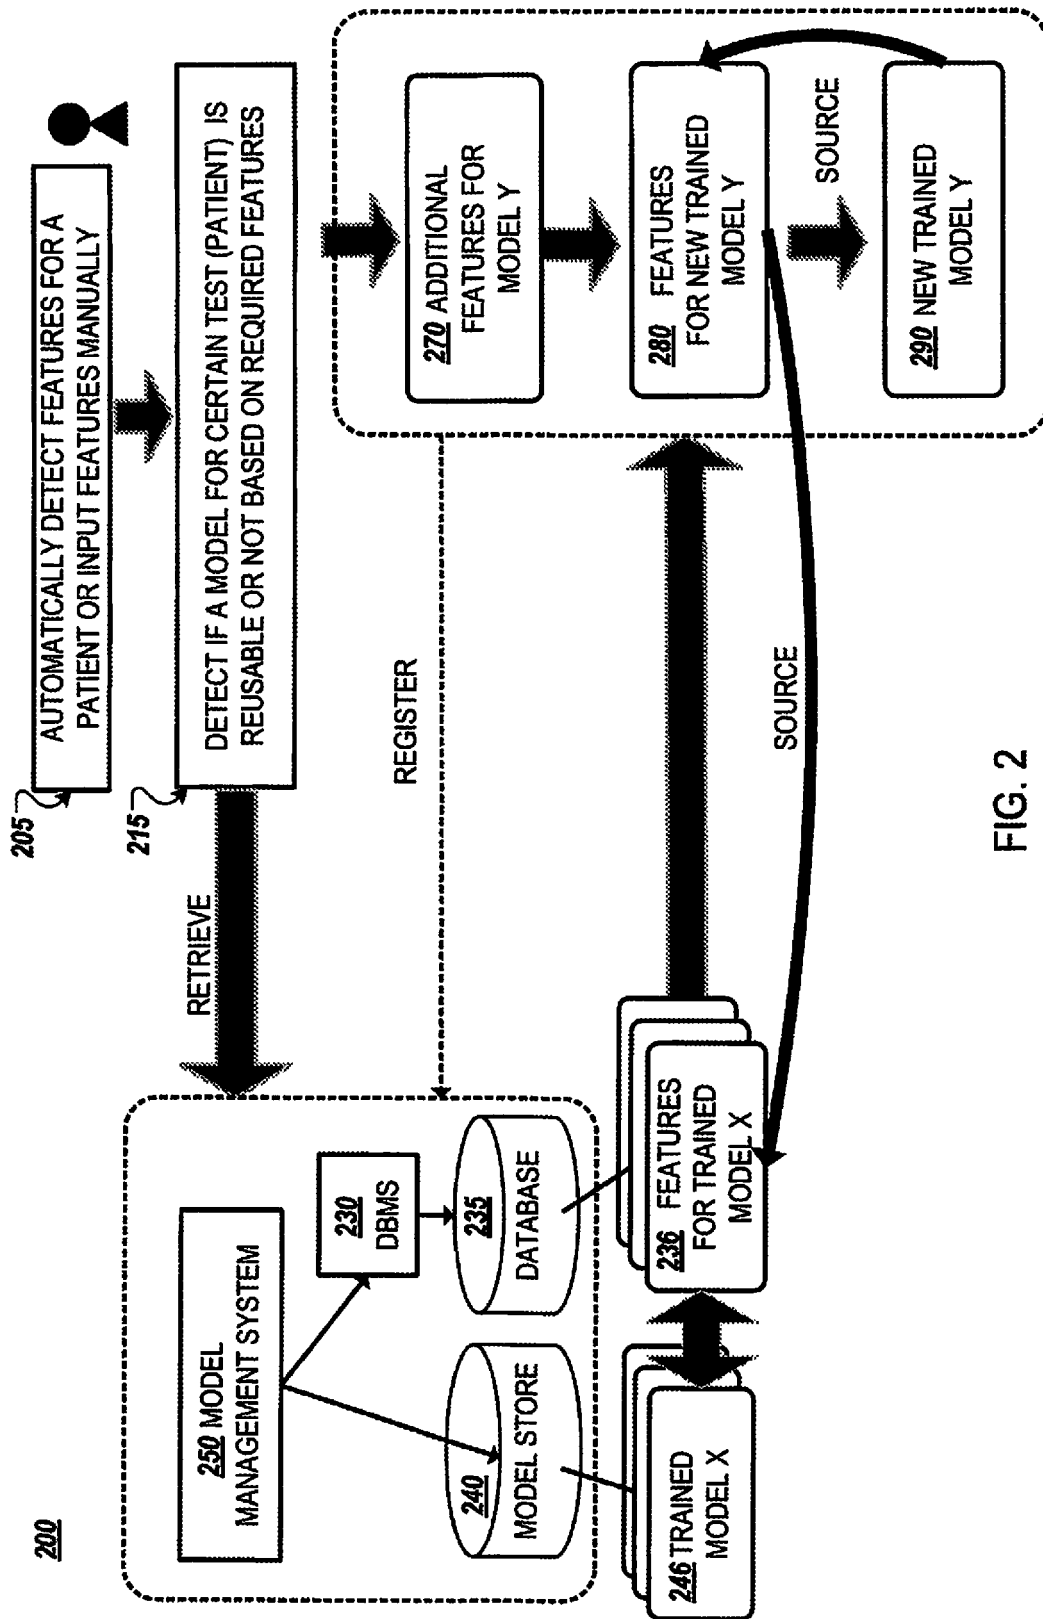 200
205
AUTOMATICALLY DETECT FEATURES FOR A
PATIENT OR INPUT FEATURES MANUALLY
215
DETECT IF A MODEL FOR CERTAIN TEST (PATIENT) IS
REUSABLE OR NOT BASED ON REQUIRED FEATURES
RETRIEVE
250 MODEL
MANAGEMENT SYSTEM
230
DBMS
240
MODEL STORE
235
DATABASE
REGISTER
270 ADDITIONAL
FEATURES FOR
MODEL Y
246 TRAINED
MODEL X
236 FEATURES
FOR TRAINED
MODEL X
280 FEATURES
FOR NEW TRAINED
MODEL Y
SOURCE
SOURCE
290 NEW TRAINED
MODEL Y
FIG. 2